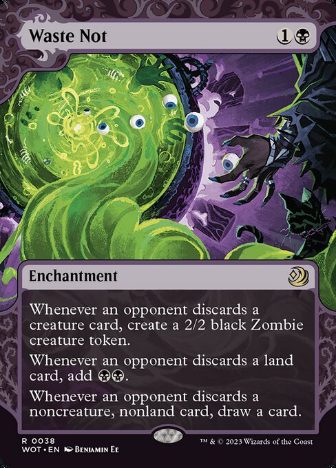 Waste Not 1
Enchantment
Whenever an opponent discards a
creature card, create a 2/2 black Zombie
creature token.
Whenever an opponent discards a land
card, add .
Whenever an opponent discards a
noncreature, nonland card, draw a card.
R 0038
WOT • EN Benjamin Ee
™ & © 2023 Wizards of the Coast